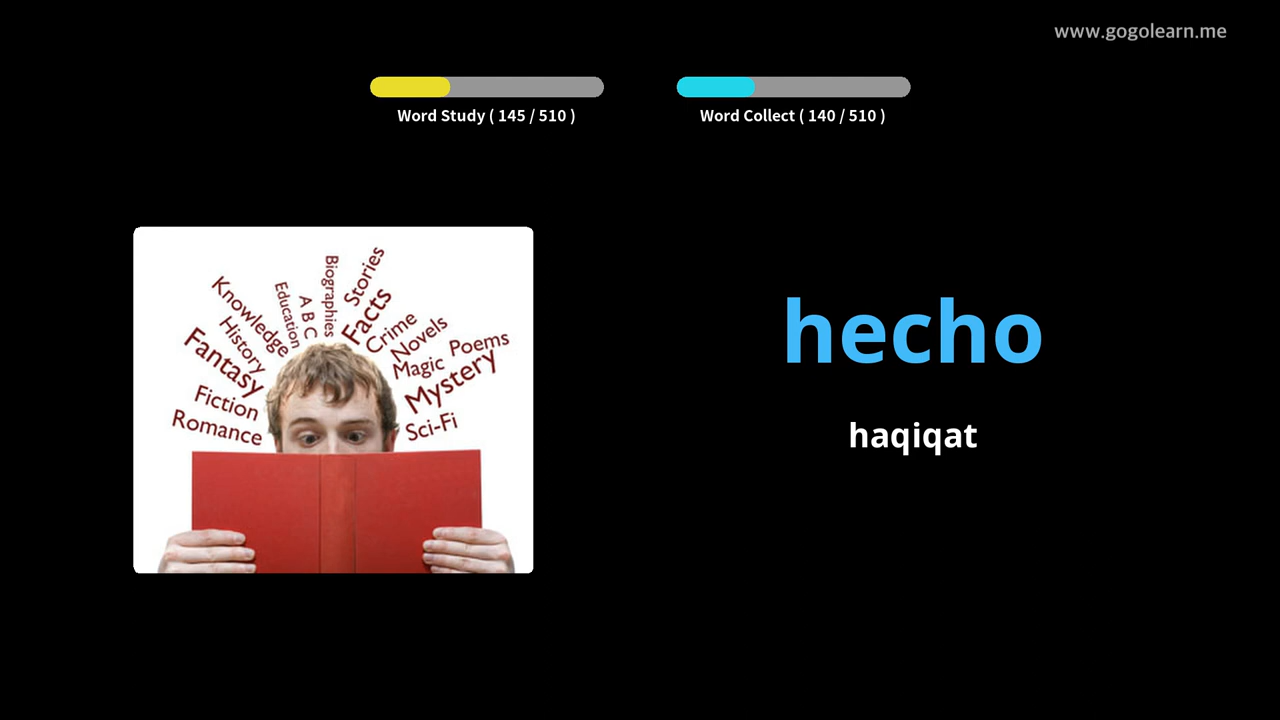 www.gogolearn.me
Word Study ( 145 / 510 )
Word Collect ( 140 / 510 )
Biographies
Stories
Education
A B C
Facts
Knowledge
Crime
History
Novels
Fantasy
Magic
Poems
Mystery
Fiction
Romance
Sci-Fi
hecho
haqiqat